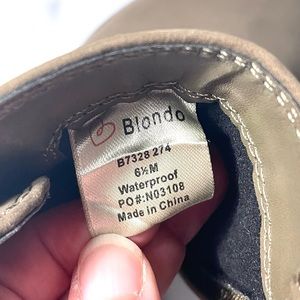 Blondo
B7328 274
6½M
Waterproof
PO#:N03108
Made in China